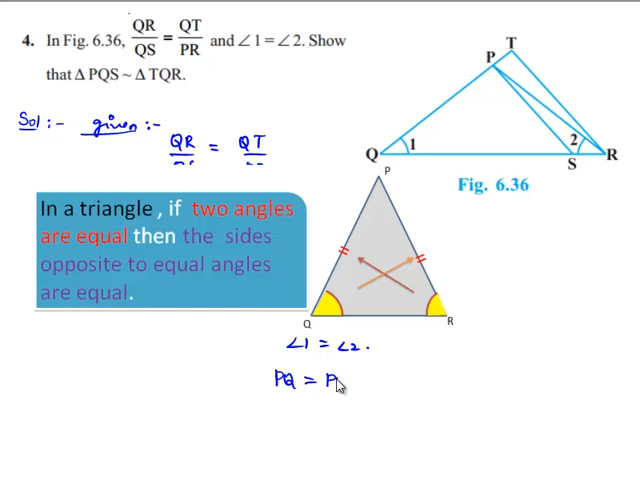 4. In Fig. 6.36, QR/QS = QT/PR and ∠1 = ∠2. Show
that Δ PQS ~ Δ TQR.
Sol :- given :-
QR = QT
In a triangle , if two angles
are equal then the sides
opposite to equal angles
are equal.
T
P
Q
1
2
S
R
Fig. 6.36
P
Q
R
∠1 = ∠2 .
PQ = P